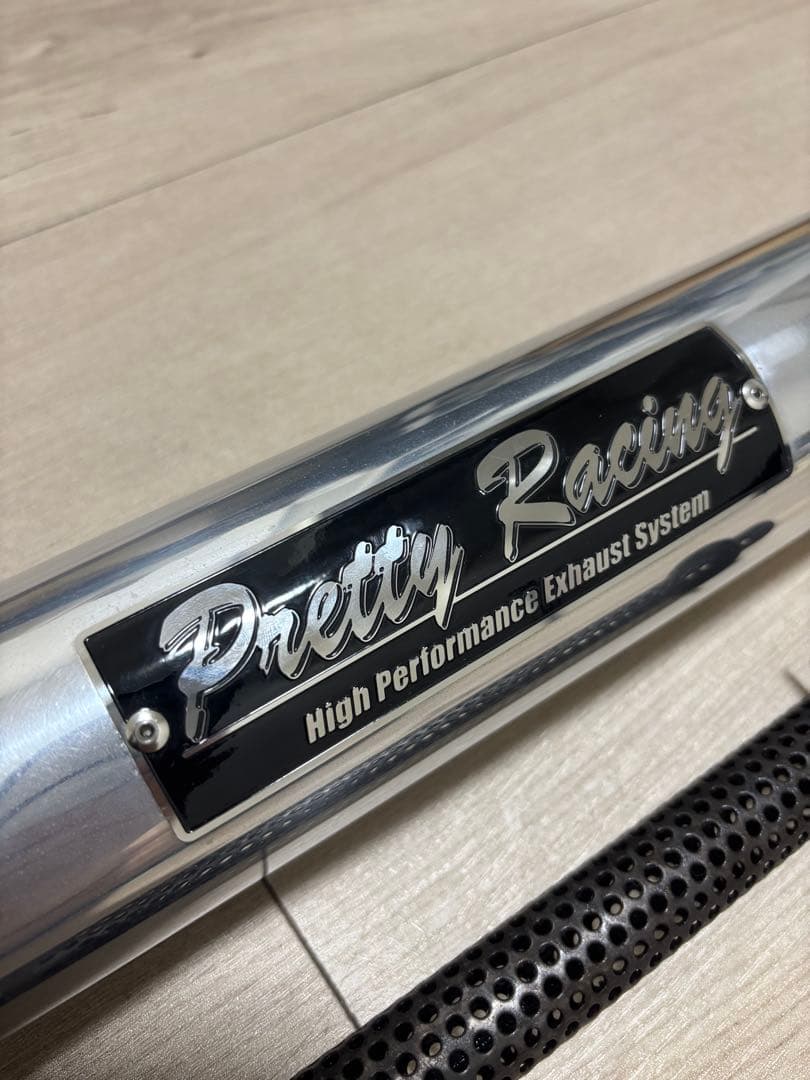 Pretty Racing
High Performance Exhaust System